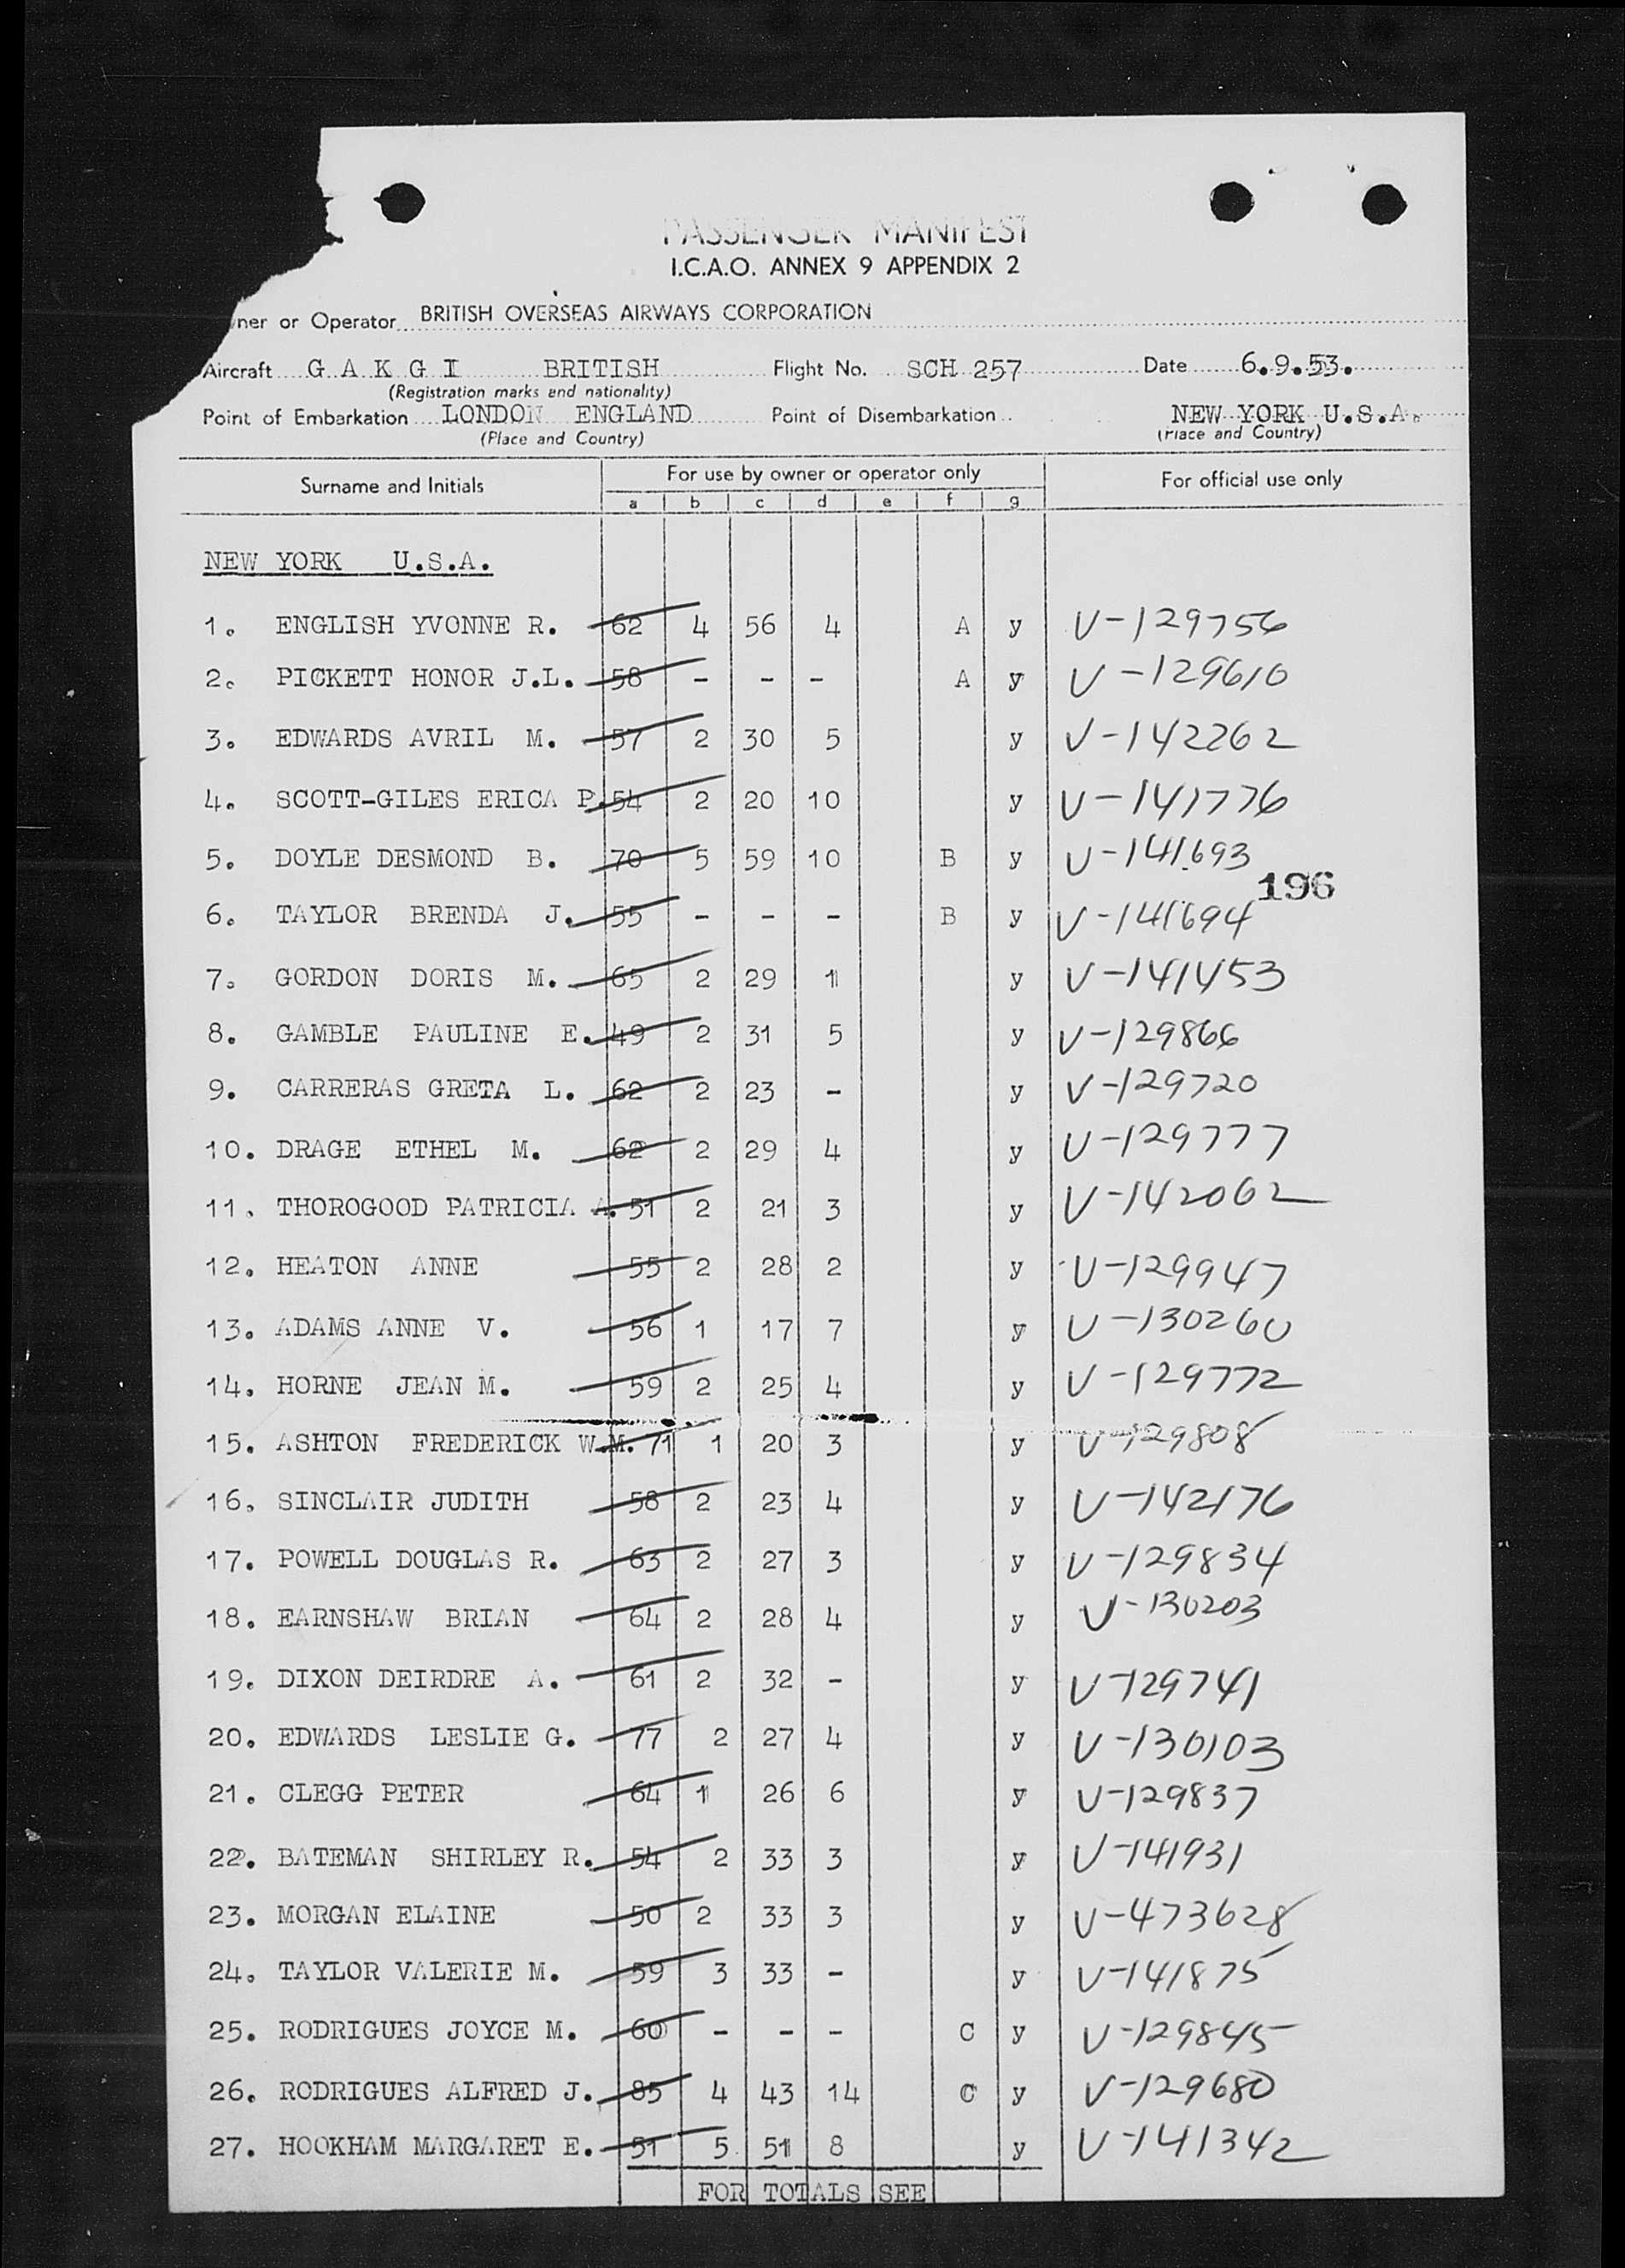 PASSENGER MANIFEST
I.C.A.O. ANNEX 9 APPENDIX 2
ner or Operator BRITISH OVERSEAS AIRWAYS CORPORATION
Aircraft G A K G I BRITISH Flight No. SCH 257 Date 6.9.53.
(Registration marks and nationality)
Point of Embarkation LONDON ENGLAND Point of Disembarkation NEW YORK U.S.A.
(Place and Country) (Place and Country)
Surname and Initials For use by owner or operator only For official use only
a b c d e f g
NEW YORK U.S.A.
1. ENGLISH YVONNE R. 62 4 56 4 A y V-129756
2. PICKETT HONOR J.L. 58 - - - A y V-129610
3. EDWARDS AVRIL M. 57 2 30 5 y V-142262
4. SCOTT-GILES ERICA P. 54 2 20 10 y V-141776
5. DOYLE DESMOND B. 70 5 59 10 B y V-141693
196
6. TAYLOR BRENDA J. 55 - - - B y V-141694
7. GORDON DORIS M. 65 2 29 1 y V-141453
8. GAMBLE PAULINE E. 49 2 31 5 y V-129866
9. CARRERAS GRETA L. 62 2 23 - y V-129720
10. DRAGE ETHEL M. 62 2 29 4 y V-129777
11. THOROGOOD PATRICIA A. 51 2 21 3 y V-142062
12. HEATON ANNE 55 2 28 2 y V-129947
13. ADAMS ANNE V. 56 1 17 7 y V-130260
14. HORNE JEAN M. 59 2 25 4 y V-129772
15. ASHTON FREDERICK W.M. 71 1 20 3 y V-129808
16. SINCLAIR JUDITH 58 2 23 4 y V-142176
17. POWELL DOUGLAS R. 63 2 27 3 y V-129834
18. EARNSHAW BRIAN 64 2 28 4 y V-130203
19. DIXON DEIRDRE A. 61 2 32 - y V-129741
20. EDWARDS LESLIE G. 77 2 27 4 y V-130103
21. CLEGG PETER 64 1 26 6 y V-129837
22. BATEMAN SHIRLEY R. 54 2 33 3 y V-141931
23. MORGAN ELAINE 50 2 33 3 y V-473628
24. TAYLOR VALERIE M. 59 3 33 - y V-141875
25. RODRIGUES JOYCE M. 60 - - - C y V-129845
26. RODRIGUES ALFRED J. 85 4 43 14 C y V-129680
27. HOOKHAM MARGARET E. 51 5 51 8 y V-141342
FOR TOTALS SEE